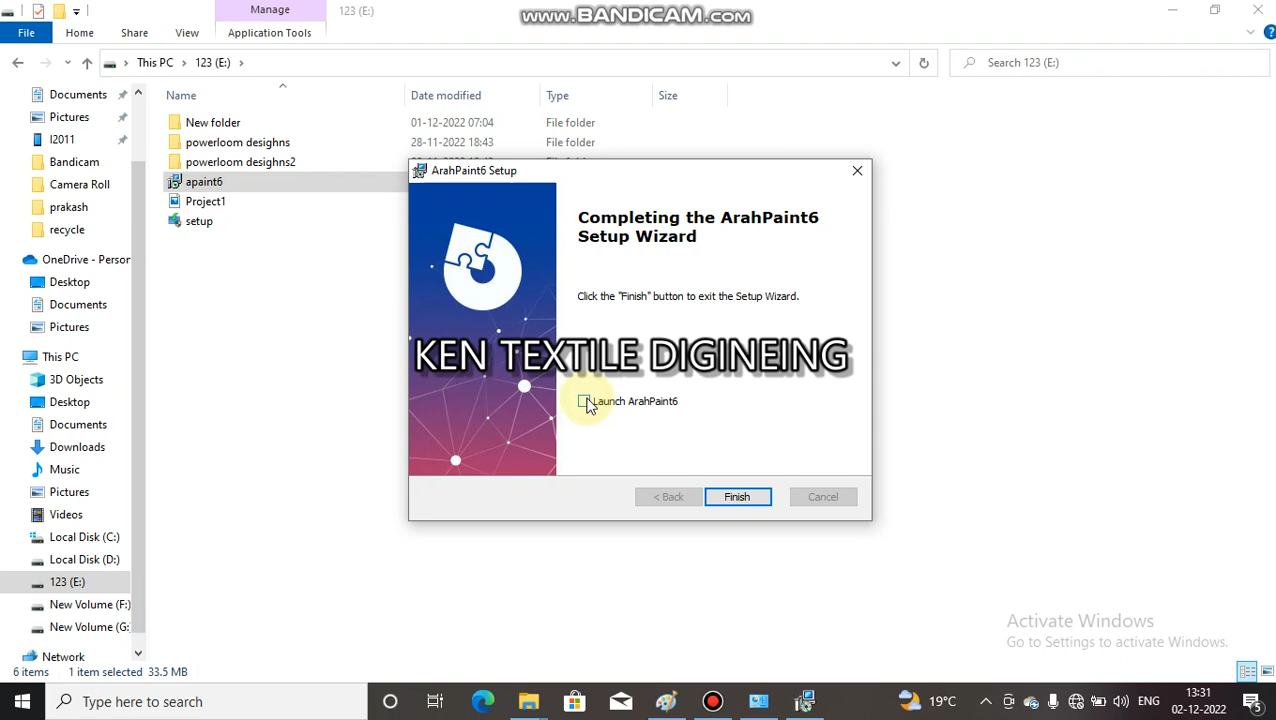 Manage
123 (E:)
www.BANDICAM.com
File
Home
Share
View
Application Tools
This PC
123 (E:)
Search 123 (E:)
Name
Date modified
Type
Size
Documents
Pictures
I2011
Bandicam
Camera Roll
prakash
recycle
OneDrive - Person
Desktop
Documents
Pictures
This PC
3D Objects
Desktop
Documents
Downloads
Music
Pictures
Videos
Local Disk (C:)
Local Disk (D:)
123 (E:)
New Volume (F:)
New Volume (G:
Network
New folder
01-12-2022 07:04
File folder
powerloom desighns
28-11-2022 18:43
File folder
powerloom desighns2
apaint6
Project1
setup
ArahPaint6 Setup
Completing the ArahPaint6
Setup Wizard
Click the "Finish" button to exit the Setup Wizard.
KEN TEXTILE DIGINEING
Launch ArahPaint6
< Back
Finish
Cancel
Activate Windows
Go to Settings to activate Windows.
6 items
1 item selected 33.5 MB
Type here to search
19°C
ENG
13:31
02-12-2022
5